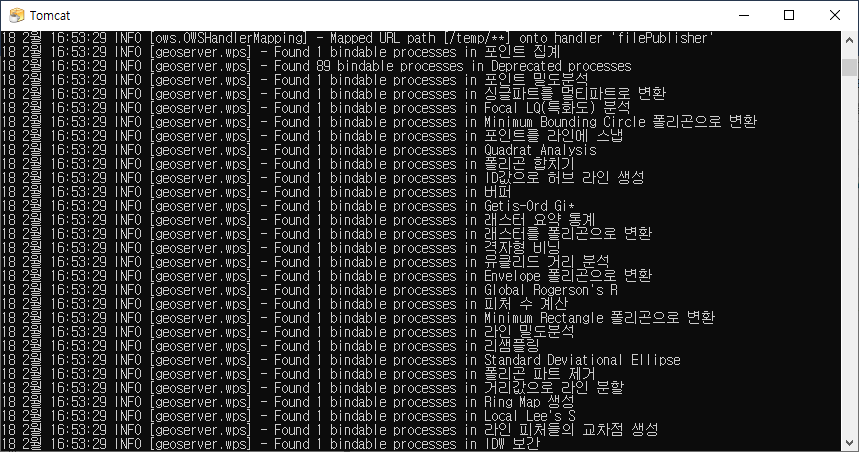 Tomcat
18 2월 16:53:29 INFO [ows.OWSHandlerMapping] - Mapped URL path [/temp/**] onto handler 'filePublisher'
18 2월 16:53:29 INFO [geoserver.wps] - Found 1 bindable processes in 포인트 집계
18 2월 16:53:29 INFO [geoserver.wps] - Found 89 bindable processes in Deprecated processes
18 2월 16:53:29 INFO [geoserver.wps] - Found 1 bindable processes in 포인트 밀도분석
18 2월 16:53:29 INFO [geoserver.wps] - Found 1 bindable processes in 싱글파트를 멀티파트로 변환
18 2월 16:53:29 INFO [geoserver.wps] - Found 1 bindable processes in Focal LQ(특화도) 분석
18 2월 16:53:29 INFO [geoserver.wps] - Found 1 bindable processes in Minimum Bounding Circle 폴리곤으로 변환
18 2월 16:53:29 INFO [geoserver.wps] - Found 1 bindable processes in 포인트를 라인에 스냅
18 2월 16:53:29 INFO [geoserver.wps] - Found 1 bindable processes in Quadrat Analysis
18 2월 16:53:29 INFO [geoserver.wps] - Found 1 bindable processes in 폴리곤 합치기
18 2월 16:53:29 INFO [geoserver.wps] - Found 1 bindable processes in ID값으로 허브 라인 생성
18 2월 16:53:29 INFO [geoserver.wps] - Found 1 bindable processes in 버퍼
18 2월 16:53:29 INFO [geoserver.wps] - Found 1 bindable processes in Getis-Ord Gi*
18 2월 16:53:29 INFO [geoserver.wps] - Found 1 bindable processes in 래스터 요약 통계
18 2월 16:53:29 INFO [geoserver.wps] - Found 1 bindable processes in 래스터를 폴리곤으로 변환
18 2월 16:53:29 INFO [geoserver.wps] - Found 1 bindable processes in 격자형 비닝
18 2월 16:53:29 INFO [geoserver.wps] - Found 1 bindable processes in 유클리드 거리 분석
18 2월 16:53:29 INFO [geoserver.wps] - Found 1 bindable processes in Envelope 폴리곤으로 변환
18 2월 16:53:29 INFO [geoserver.wps] - Found 1 bindable processes in Global Rogerson's R
18 2월 16:53:29 INFO [geoserver.wps] - Found 1 bindable processes in 피처 수 계산
18 2월 16:53:29 INFO [geoserver.wps] - Found 1 bindable processes in Minimum Rectangle 폴리곤으로 변환
18 2월 16:53:29 INFO [geoserver.wps] - Found 1 bindable processes in 라인 밀도분석
18 2월 16:53:29 INFO [geoserver.wps] - Found 1 bindable processes in 리샘플링
18 2월 16:53:29 INFO [geoserver.wps] - Found 1 bindable processes in Standard Deviational Ellipse
18 2월 16:53:29 INFO [geoserver.wps] - Found 1 bindable processes in 폴리곤 파트 제거
18 2월 16:53:29 INFO [geoserver.wps] - Found 1 bindable processes in 거리값으로 라인 분할
18 2월 16:53:29 INFO [geoserver.wps] - Found 1 bindable processes in Ring Map 생성
18 2월 16:53:29 INFO [geoserver.wps] - Found 1 bindable processes in Local Lee's S
18 2월 16:53:29 INFO [geoserver.wps] - Found 1 bindable processes in 라인 피처들의 교차점 생성
18 2월 16:53:29 INFO [geoserver.wps] - Found 1 bindable processes in IDW 보간